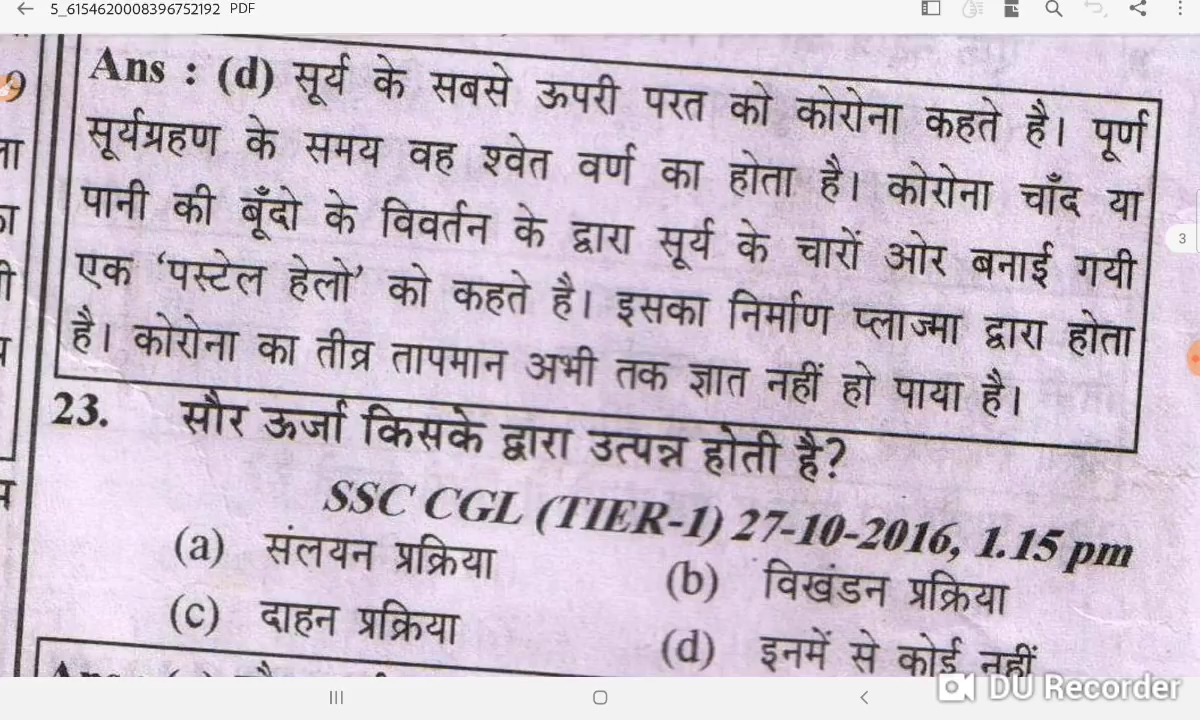 5_6154620008396752192 PDF
Ans : (d) सूर्य के सबसे ऊपरी परत को कोरोना कहते है। पूर्ण
सूर्यग्रहण के समय वह श्वेत वर्ण का होता है। कोरोना चाँद या
पानी की बूँदो के विवर्तन के द्वारा सूर्य के चारों ओर बनाई गयी
एक ‘पस्टेल हेलो’ को कहते है। इसका निर्माण प्लाज्मा द्वारा होता
है। कोरोना का तीव्र तापमान अभी तक ज्ञात नहीं हो पाया है।
3
23. सौर ऊर्जा किसके द्वारा उत्पन्न होती है?
SSC CGL (TIER-1) 27-10-2016, 1.15 pm
(a) संलयन प्रक्रिया
(b) विखंडन प्रक्रिया
(c) दाहन प्रक्रिया
(d) इनमें से कोई नहीं
DU Recorder